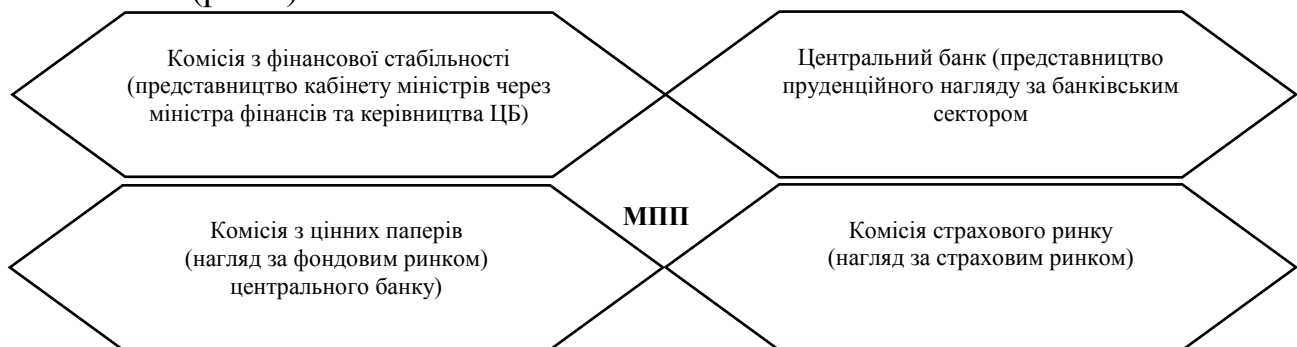 Комісія з фінансової стабільності
(представництво кабінету міністрів через
міністра фінансів та керівництва ЦБ)
Центральний банк (представництво
пруденційного нагляду за банківським
сектором
МПП
Комісія з цінних паперів
(нагляд за фондовим ринком)
центрального банку)
Комісія страхового ринку
(нагляд за страховим ринком)